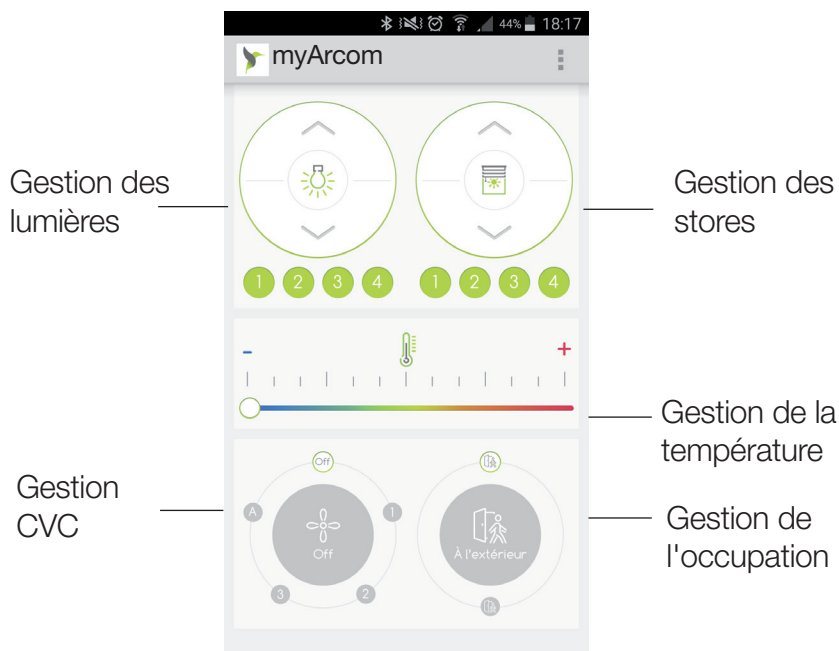 44% 18:17
myArcom
Gestion des
lumières
Gestion des
stores
1 2 3 4
1 2 3 4
- +
Gestion de la
température
Gestion
CVC
Off
A
1
Off
3
2
À l'extérieur
Gestion de
l'occupation